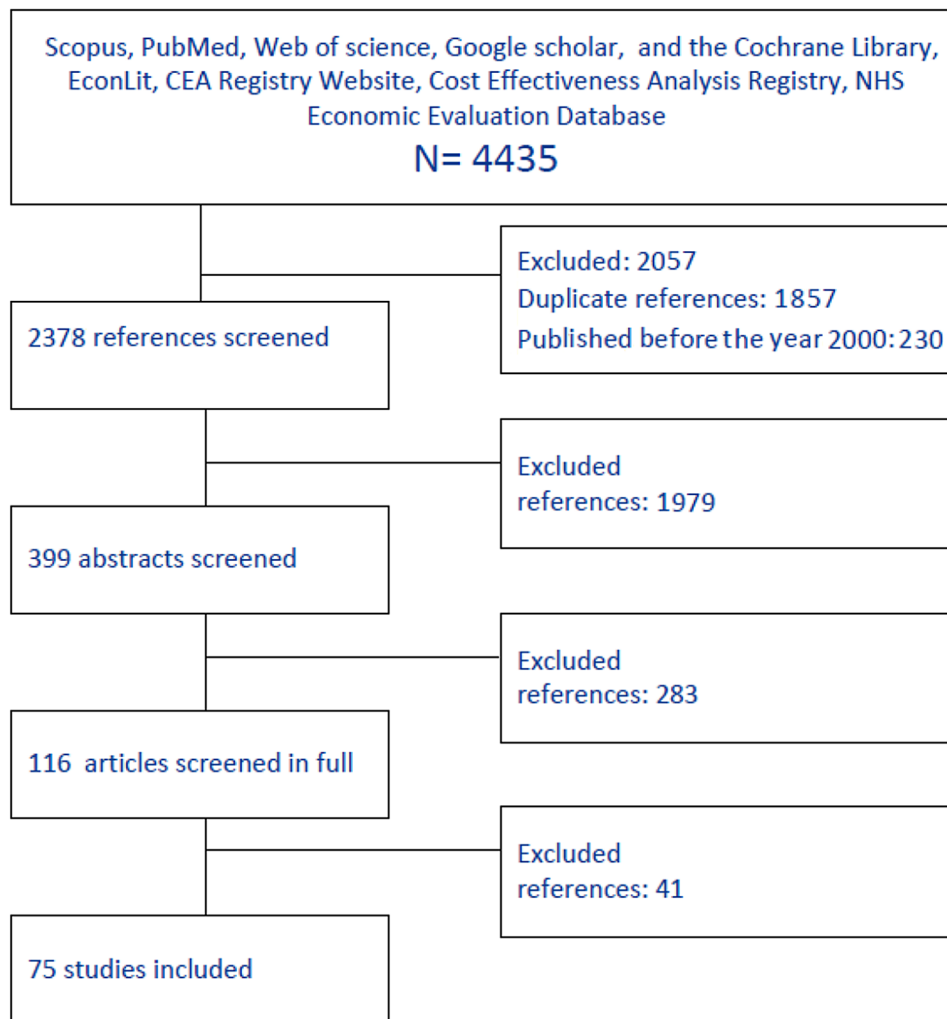 Scopus, PubMed, Web of science, Google scholar, and the Cochrane Library,
EconLit, CEA Registry Website, Cost Effectiveness Analysis Registry, NHS
Economic Evaluation Database
N= 4435
Excluded: 2057
Duplicate references: 1857
Published before the year 2000:230
2378 references screened
Excluded
references: 1979
399 abstracts screened
Excluded
references: 283
116 articles screened in full
Excluded
references: 41
75 studies included